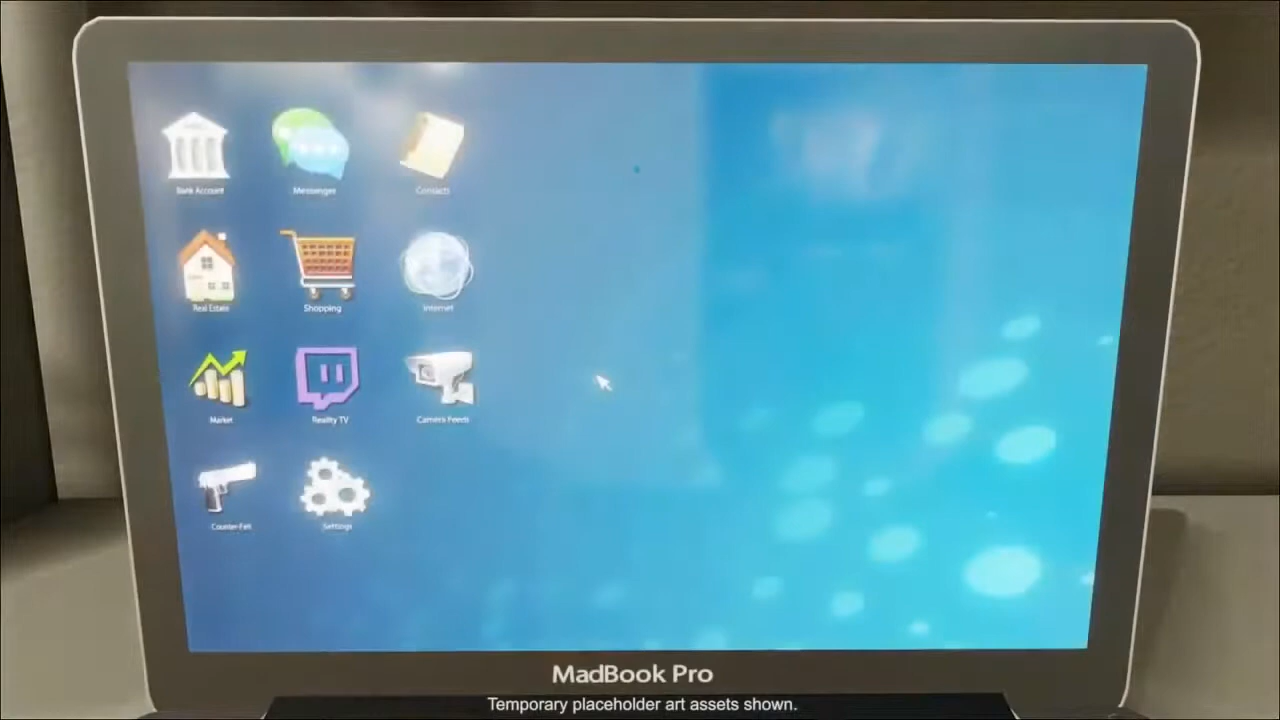 Bank Account
Messenger
Contacts
Real Estate
Shopping
Internet
Market
Reality TV
Camera Feeds
Counter-Felt
Settings
MadBook Pro
Temporary placeholder art assets shown.